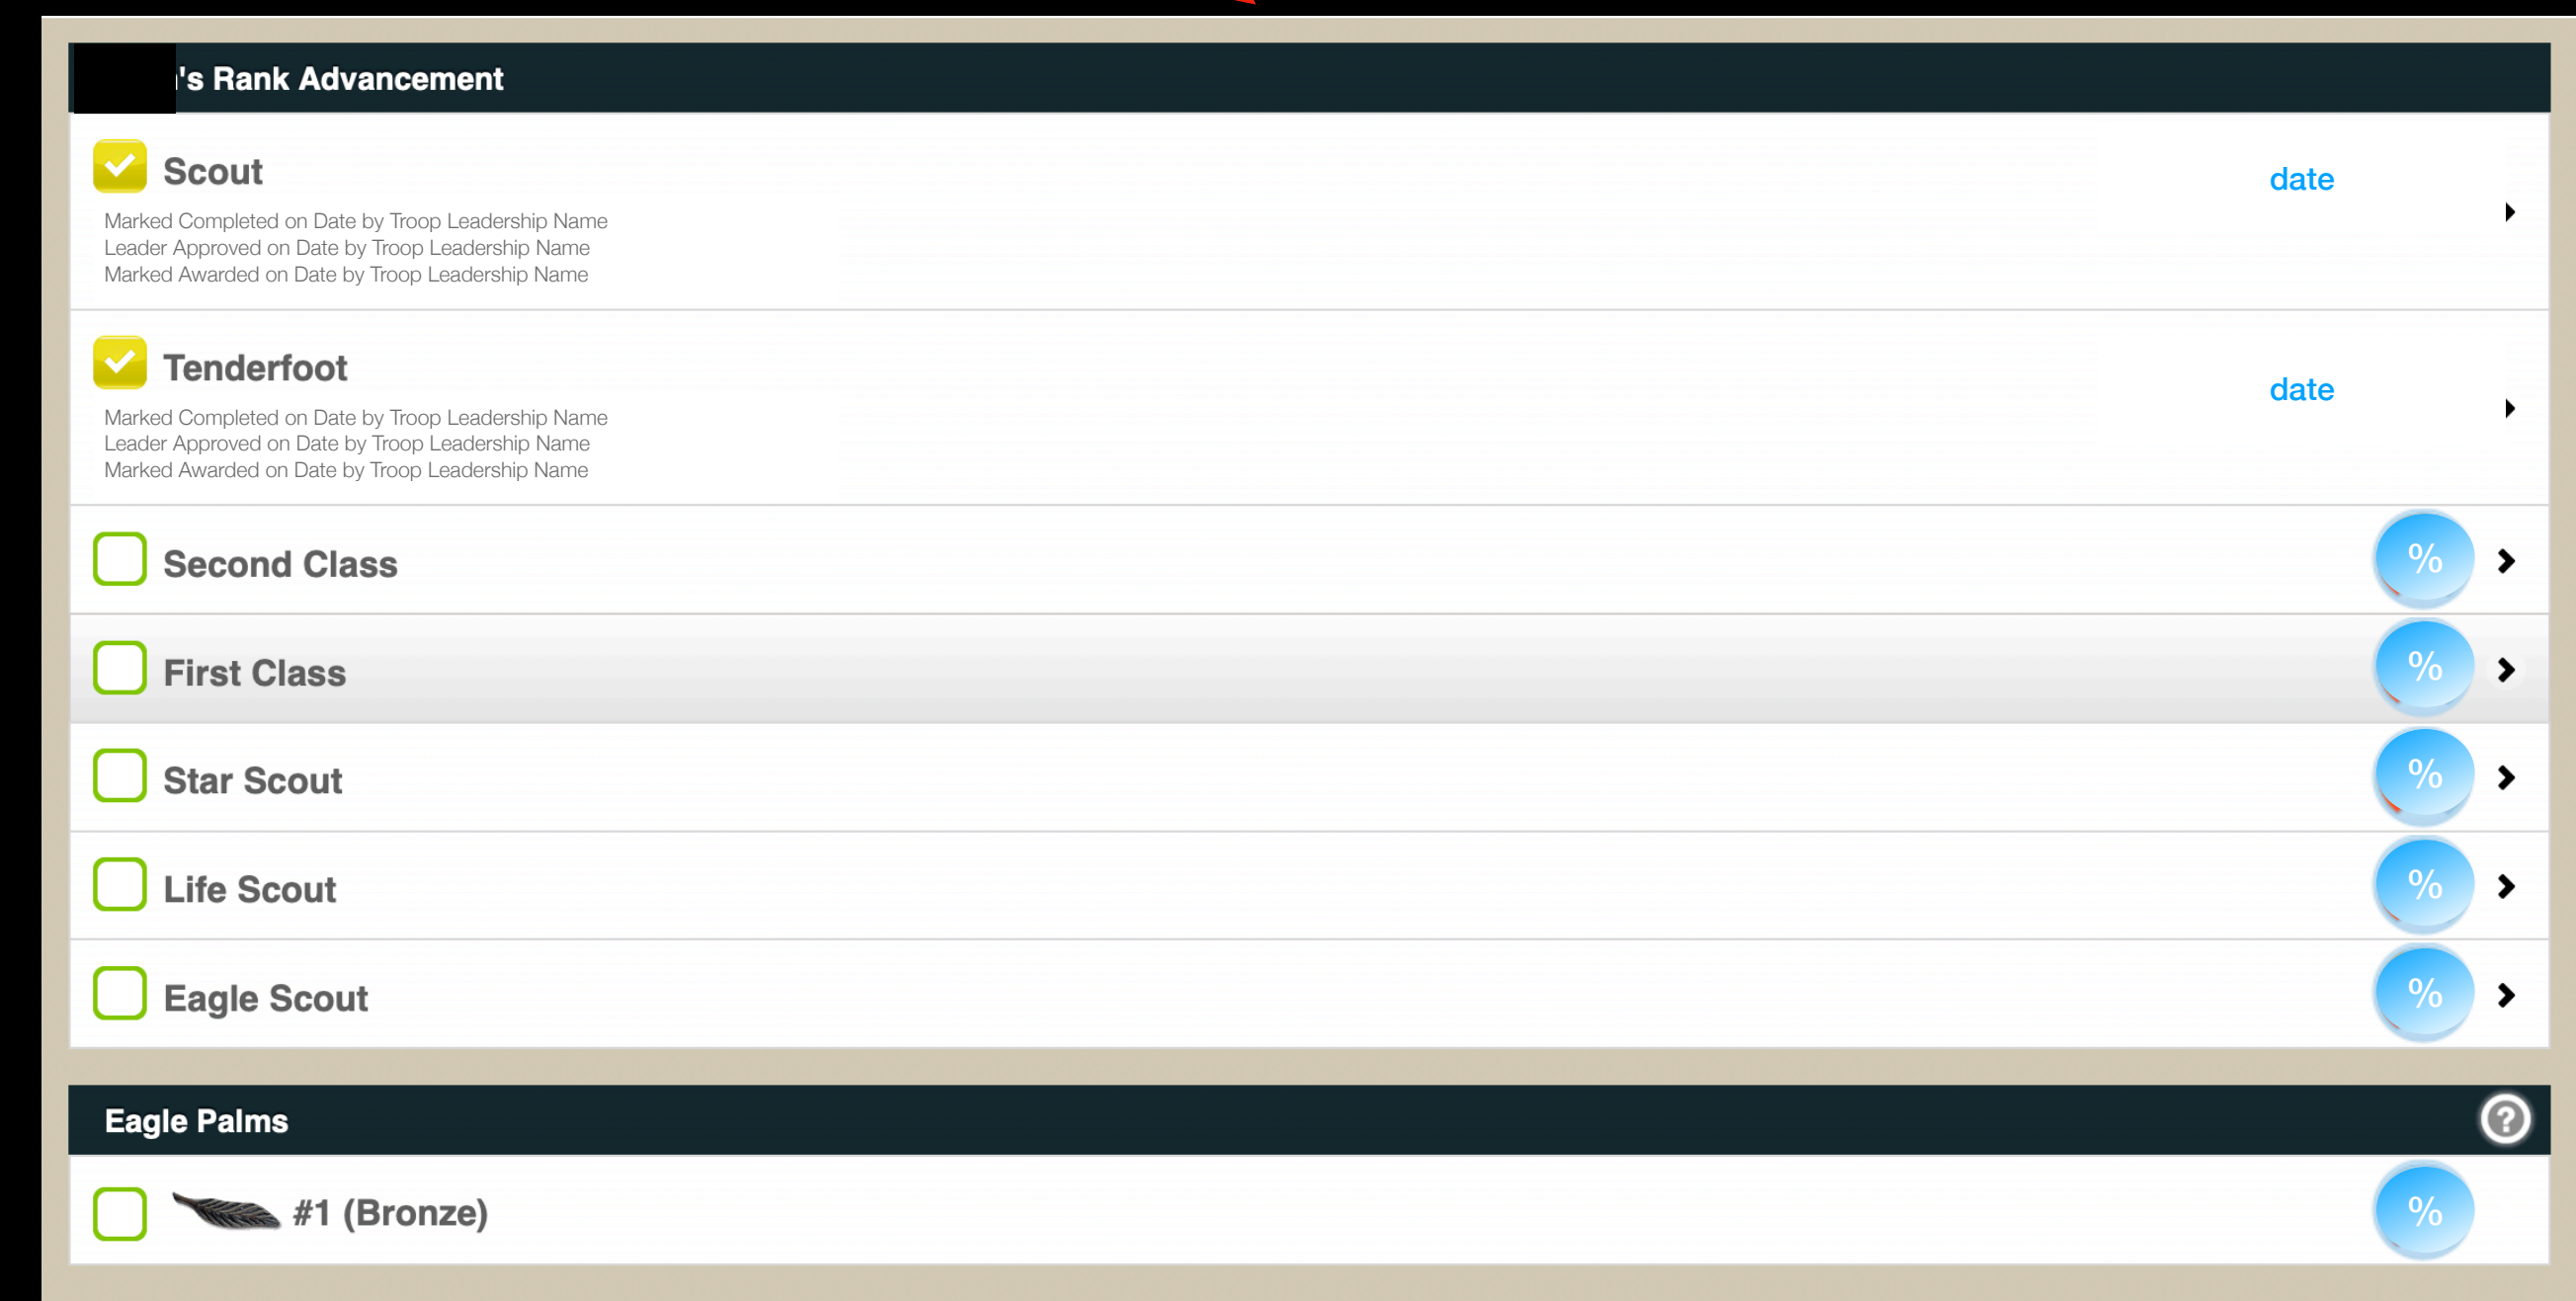 's Rank Advancement
Scout
date
Marked Completed on Date by Troop Leadership Name
Leader Approved on Date by Troop Leadership Name
Marked Awarded on Date by Troop Leadership Name
Tenderfoot
date
Marked Completed on Date by Troop Leadership Name
Leader Approved on Date by Troop Leadership Name
Marked Awarded on Date by Troop Leadership Name
Second Class
%
First Class
%
Star Scout
%
Life Scout
%
Eagle Scout
%
Eagle Palms
?
#1 (Bronze)
%